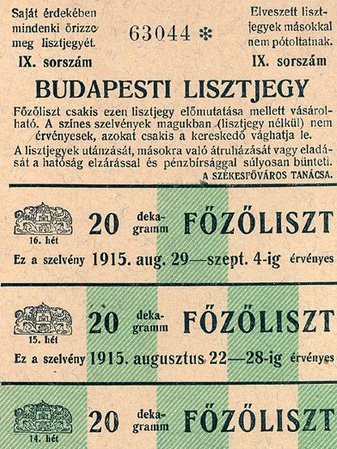 Saját érdekében
mindenki őrizze
meg lisztjegyét.
IX. sorszám
63044 *
Elveszett liszt-
jegyek másokkal
nem pótoltatnak.
IX. sorszám
BUDAPESTI LISZTJEGY
Főzőliszt csakis ezen lisztjegy előmutatása mellett vásárol-
ható. A színes szelvények magukban (lisztjegy nélkül) nem
érvényesek, azokat csakis a kereskedő vághatja le.
A lisztjegyek utánzását, másokra való átruházását vagy eladá-
sát a hatóság elzárással és pénzbírsággal súlyosan bünteti.
A SZÉKESFŐVÁROS TANÁCSA.
16. hét
20 deka-
gramm FŐZŐLISZT
Ez a szelvény 1915. aug. 29—szept. 4-ig érvényes
15. hét
20 deka-
gramm FŐZŐLISZT
Ez a szelvény 1915. augusztus 22—28-ig érvényes
14. hét
20 deka-
gramm FŐZŐLISZT